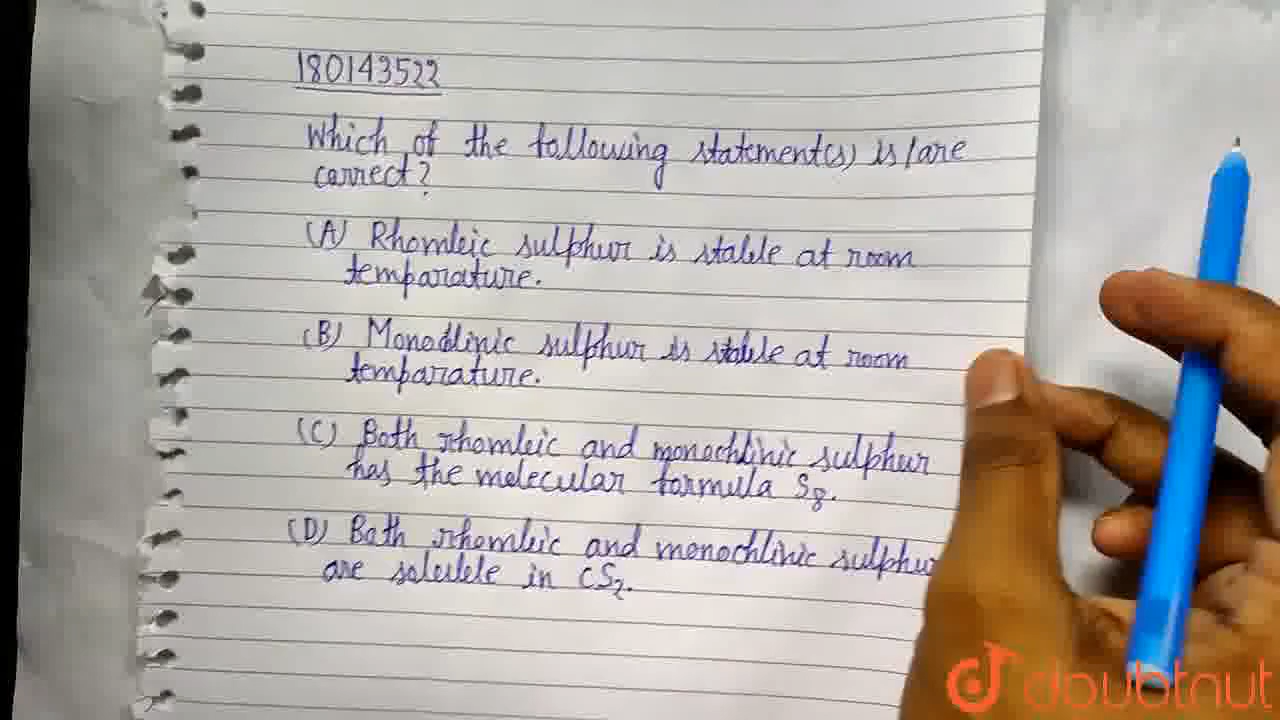 180143522
Which of the following statement(s) is/are
correct?
(A) Rhombic sulphur is stable at room
temparature.
(B) Monoclinic sulphur is stable at room
temparature.
(C) Both rhombic and monochlinic sulphur
has the molecular formula S₈.
(D) Both rhombic and monochlinic sulphur
are soluble in CS₂.
doubtnut